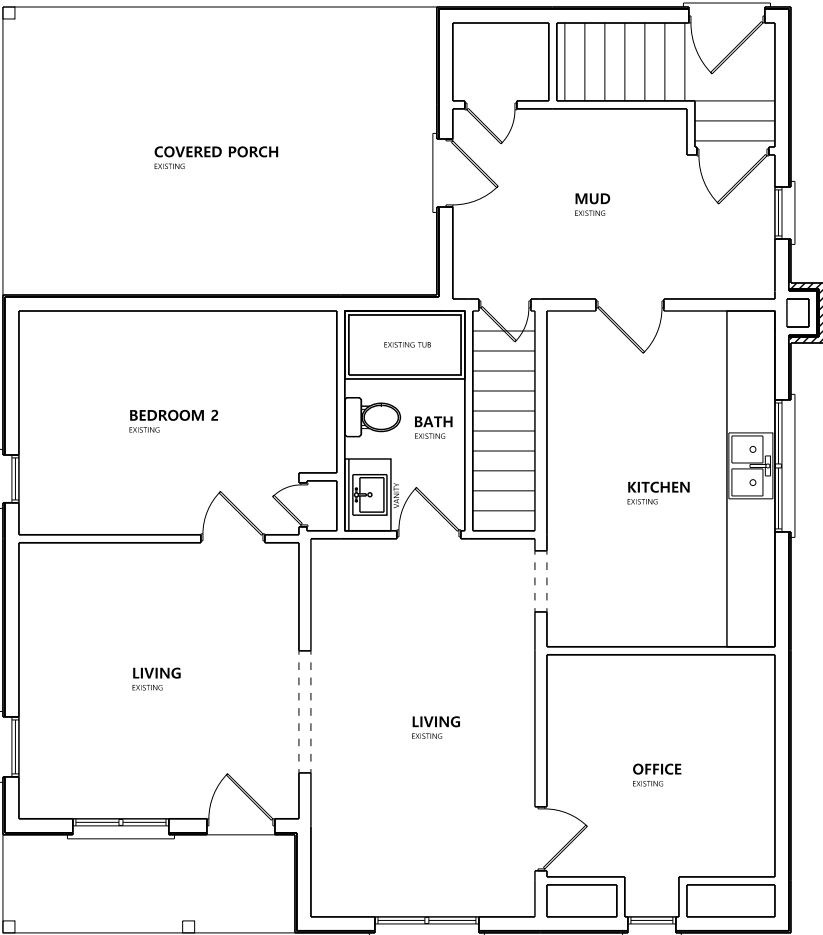 COVERED PORCH
EXISTING
MUD
EXISTING
EXISTING TUB
BEDROOM 2
EXISTING
BATH
EXISTING
VANITY
KITCHEN
EXISTING
LIVING
EXISTING
LIVING
EXISTING
OFFICE
EXISTING